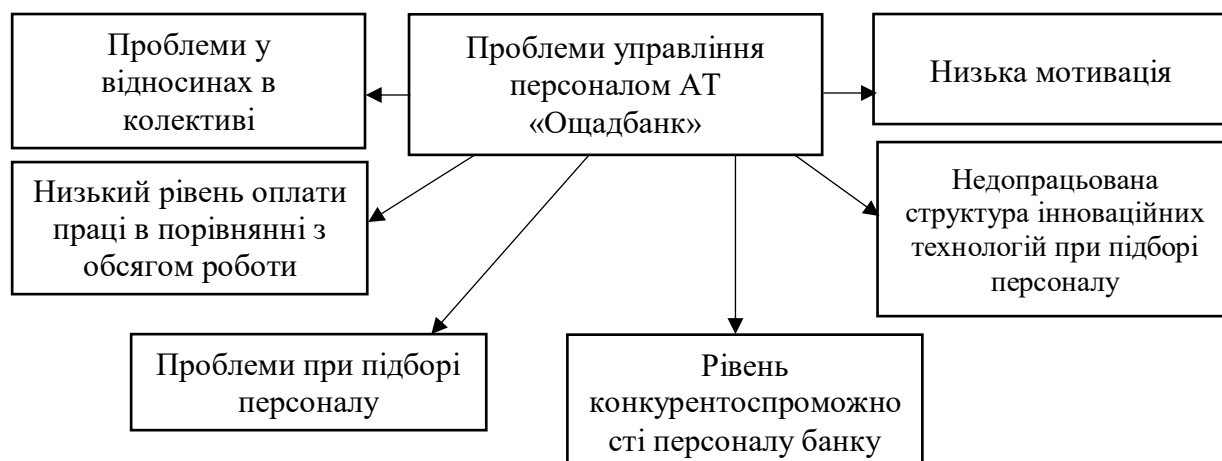 Проблеми у
відносинах в
колективі
Проблеми управління
персоналом АТ
«Ощадбанк»
Низька мотивація
Низький рівень оплати
праці в порівнянні з
обсягом роботи
Недопрацьована
структура інноваційних
технологій при підборі
персоналу
Проблеми при підборі
персоналу
Рівень
конкурентоспроможно
сті персоналу банку